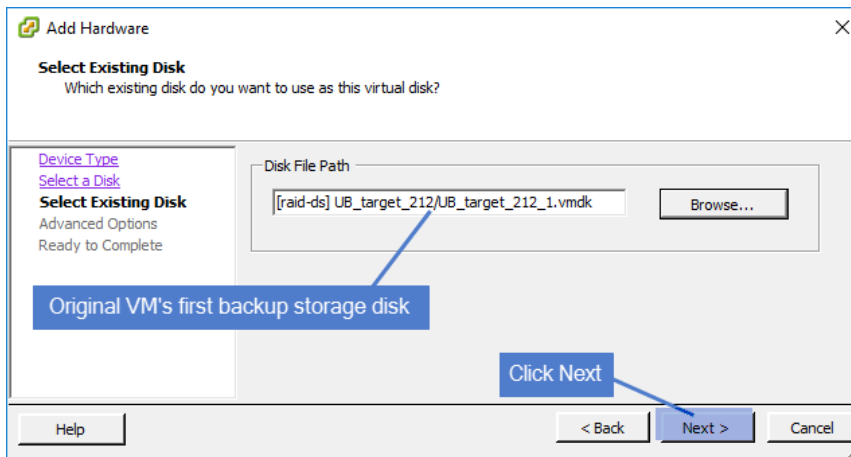 Add Hardware
Select Existing Disk
Which existing disk do you want to use as this virtual disk?
Device Type
Select a Disk
Select Existing Disk
Advanced Options
Ready to Complete
Disk File Path
[raid-ds] UB_target_212/UB_target_212_1.vmdk
Browse...
Original VM's first backup storage disk
Click Next
Help
< Back
Next >
Cancel